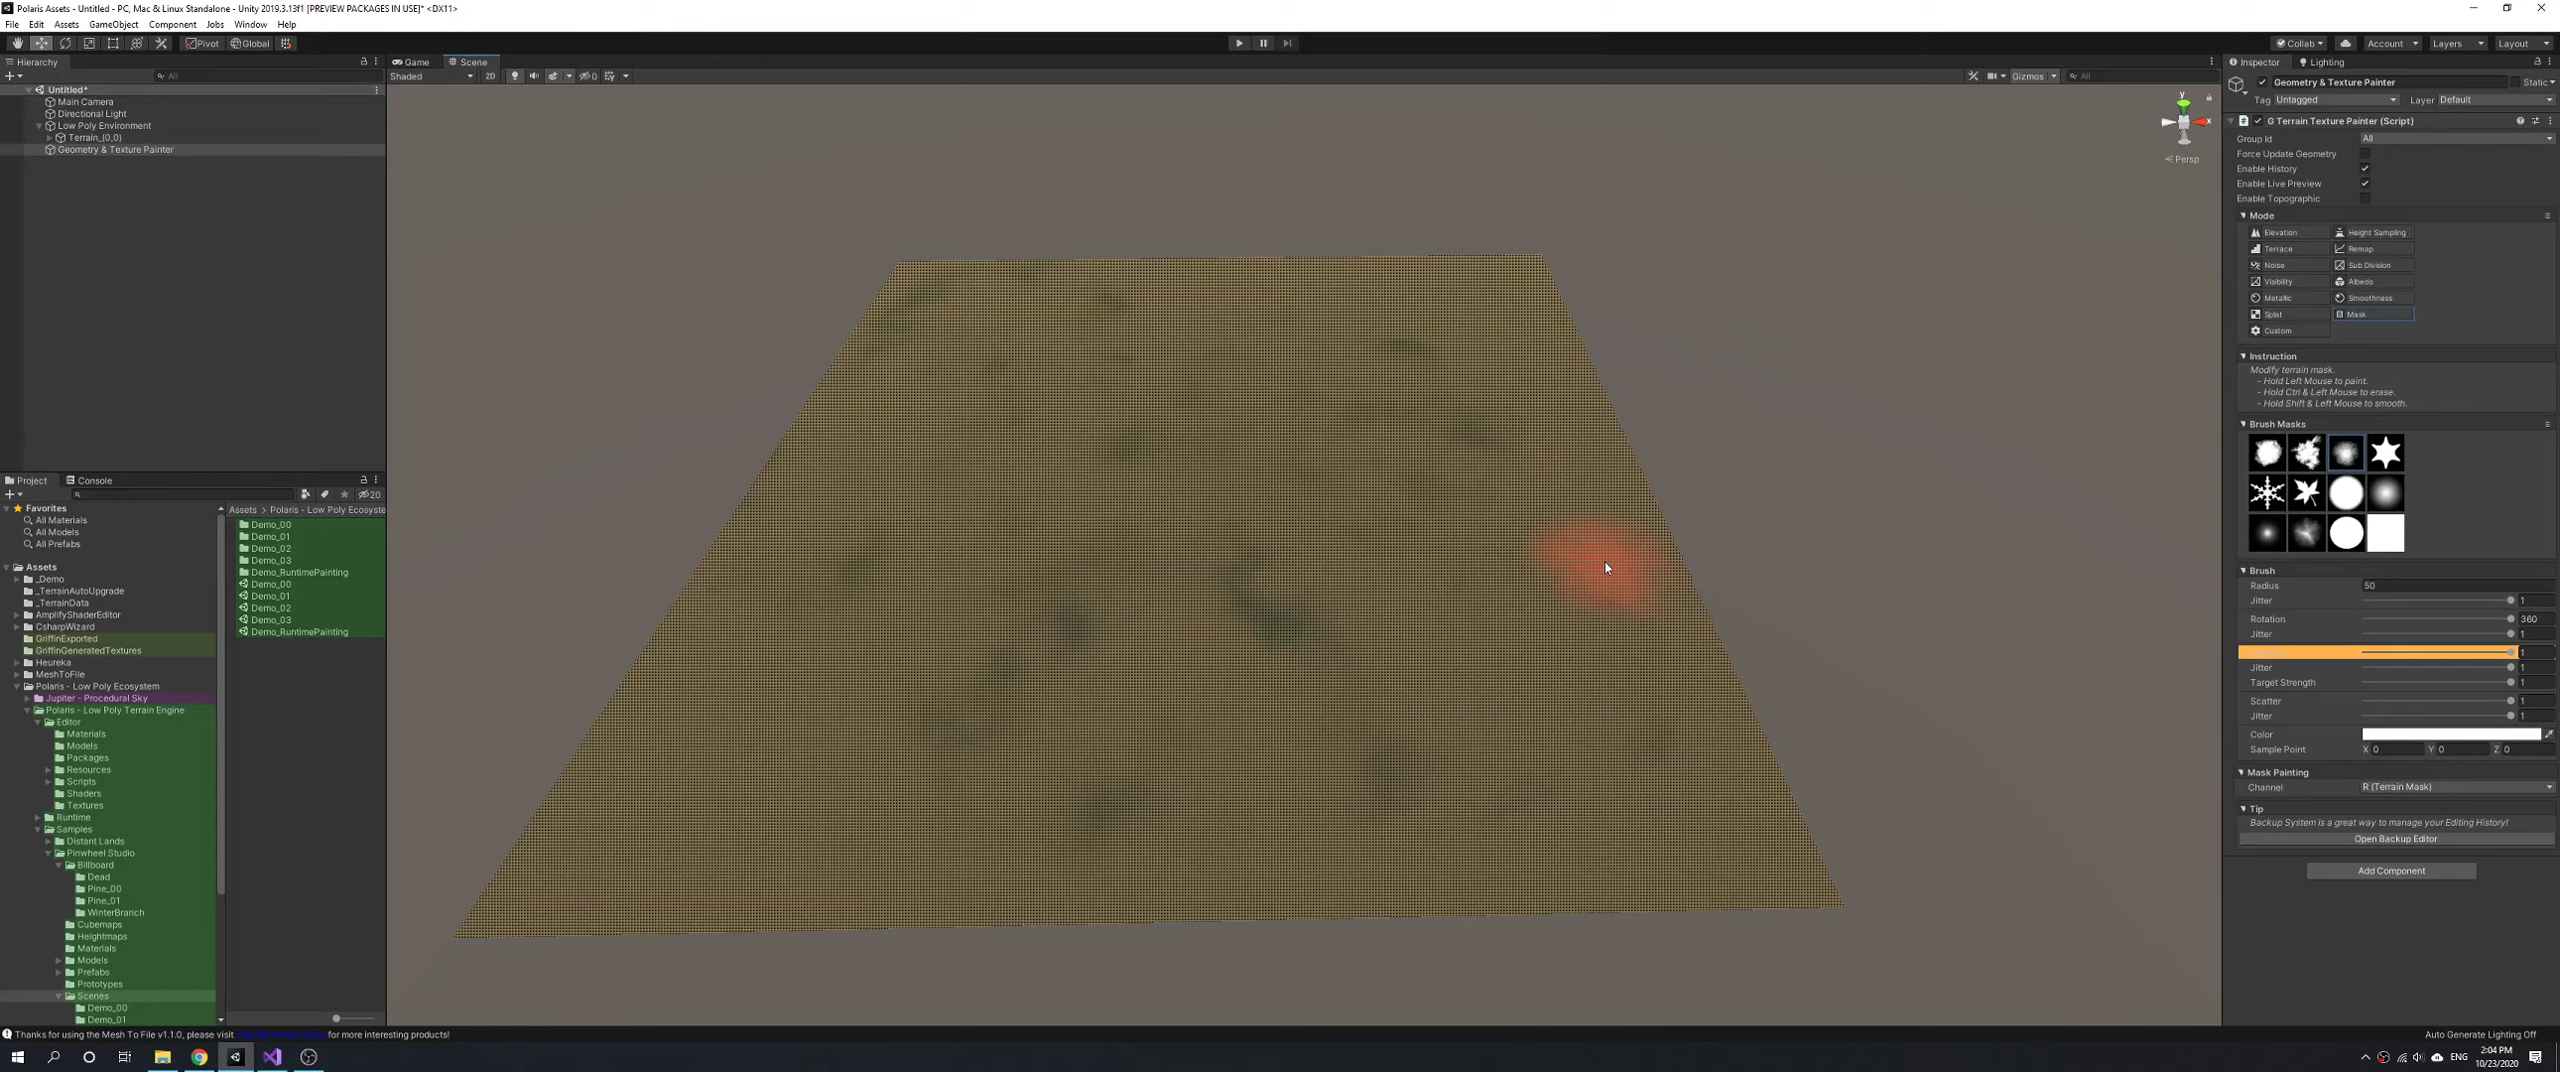 Polaris Assets - Untitled - PC, Mac & Linux Standalone - Unity 2019.3.13f1 [PREVIEW PACKAGES IN USE]* <DX11>
File Edit Assets GameObject Component Jobs Window Help
Pivot Global Collab Account Layers Layout
Hierarchy
All
Untitled*
Main Camera
Directional Light
Low Poly Environment
Terrain_(0,0)
Geometry & Texture Painter
Game Scene
Shaded 2D 0 Gizmos All
y
x
Persp
Project Console
20
Favorites
All Materials
All Models
All Prefabs
Assets
_Demo
_TerrainAutoUpgrade
_TerrainData
AmplifyShaderEditor
CsharpWizard
GriffinExported
GriffinGeneratedTextures
Heureka
MeshToFile
Polaris - Low Poly Ecosystem
Jupiter - Procedural Sky
Polaris - Low Poly Terrain Engine
Editor
Materials
Models
Packages
Resources
Scripts
Shaders
Textures
Runtime
Samples
Distant Lands
Pinwheel Studio
Billboard
Dead
Pine_00
Pine_01
WinterBranch
Cubemaps
Heightmaps
Materials
Models
Prefabs
Prototypes
Scenes
Demo_00
Demo_01
Assets Polaris - Low Poly Ecosyste
Demo_00
Demo_01
Demo_02
Demo_03
Demo_RuntimePainting
Demo_00
Demo_01
Demo_02
Demo_03
Demo_RuntimePainting
Inspector Lighting
Geometry & Texture Painter Static
Tag Untagged Layer Default
G Terrain Texture Painter (Script)
Group Id All
Force Update Geometry
Enable History
Enable Live Preview
Enable Topographic
Mode
Elevation Height Sampling
Terrace Remap
Noise Sub Division
Visibility Albedo
Metallic Smoothness
Splat Mask
Custom
Instruction
Modify terrain mask.
- Hold Left Mouse to paint.
- Hold Ctrl & Left Mouse to erase.
- Hold Shift & Left Mouse to smooth.
Brush Masks
Brush
Radius 50
Jitter 1
Rotation 360
Jitter 1
1
Jitter 1
Target Strength 1
Scatter 1
Jitter 1
Color
Sample Point X 0 Y 0 Z 0
Mask Painting
Channel R (Terrain Mask)
Tip
Backup System is a great way to manage your Editing History!
Open Backup Editor
Add Component
Thanks for using the Mesh To File v1.1.0, please visit for more interesting products!
Auto Generate Lighting Off
ENG
2:04 PM
10/23/2020